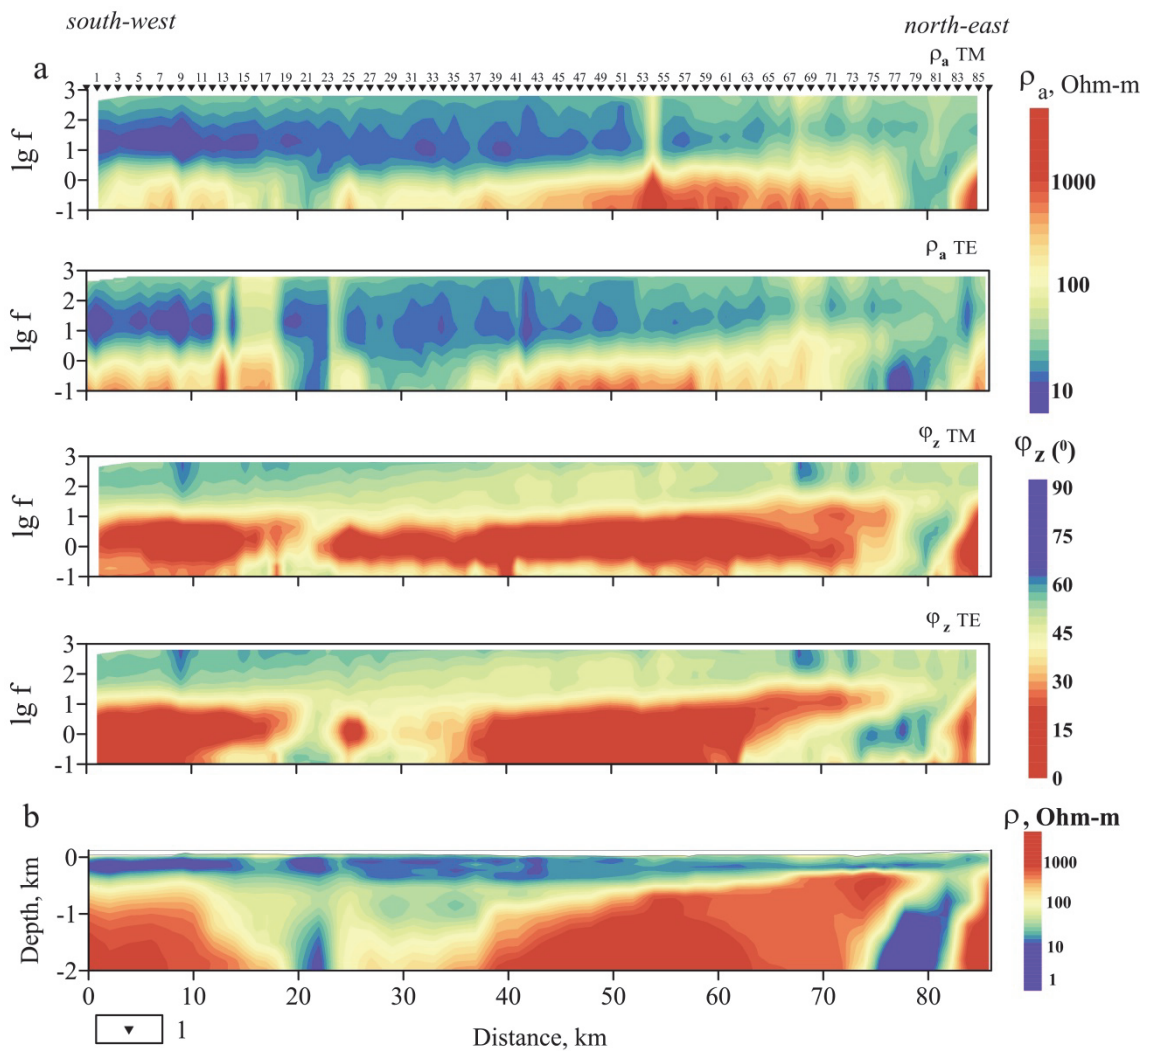 south-west
north-east
a
ρa TM
1 3 5 7 9 11 13 15 17 19 21 23 25 27 29 31 33 35 37 39 41 43 45 47 49 51 53 55 57 59 61 63 65 67 69 71 73 75 77 79 81 83 85
ρa, Ohm-m
lg f
3
2
1
0
-1
1000
100
10
ρa TE
lg f
3
2
1
0
-1
φz TM
lg f
3
2
1
0
-1
φz (⁰)
90
75
60
45
30
15
0
φz TE
lg f
3
2
1
0
-1
b
ρ, Ohm-m
1000
100
10
1
Depth, km
0
-1
-2
0 10 20 30 40 50 60 70 80
Distance, km
▼ 1